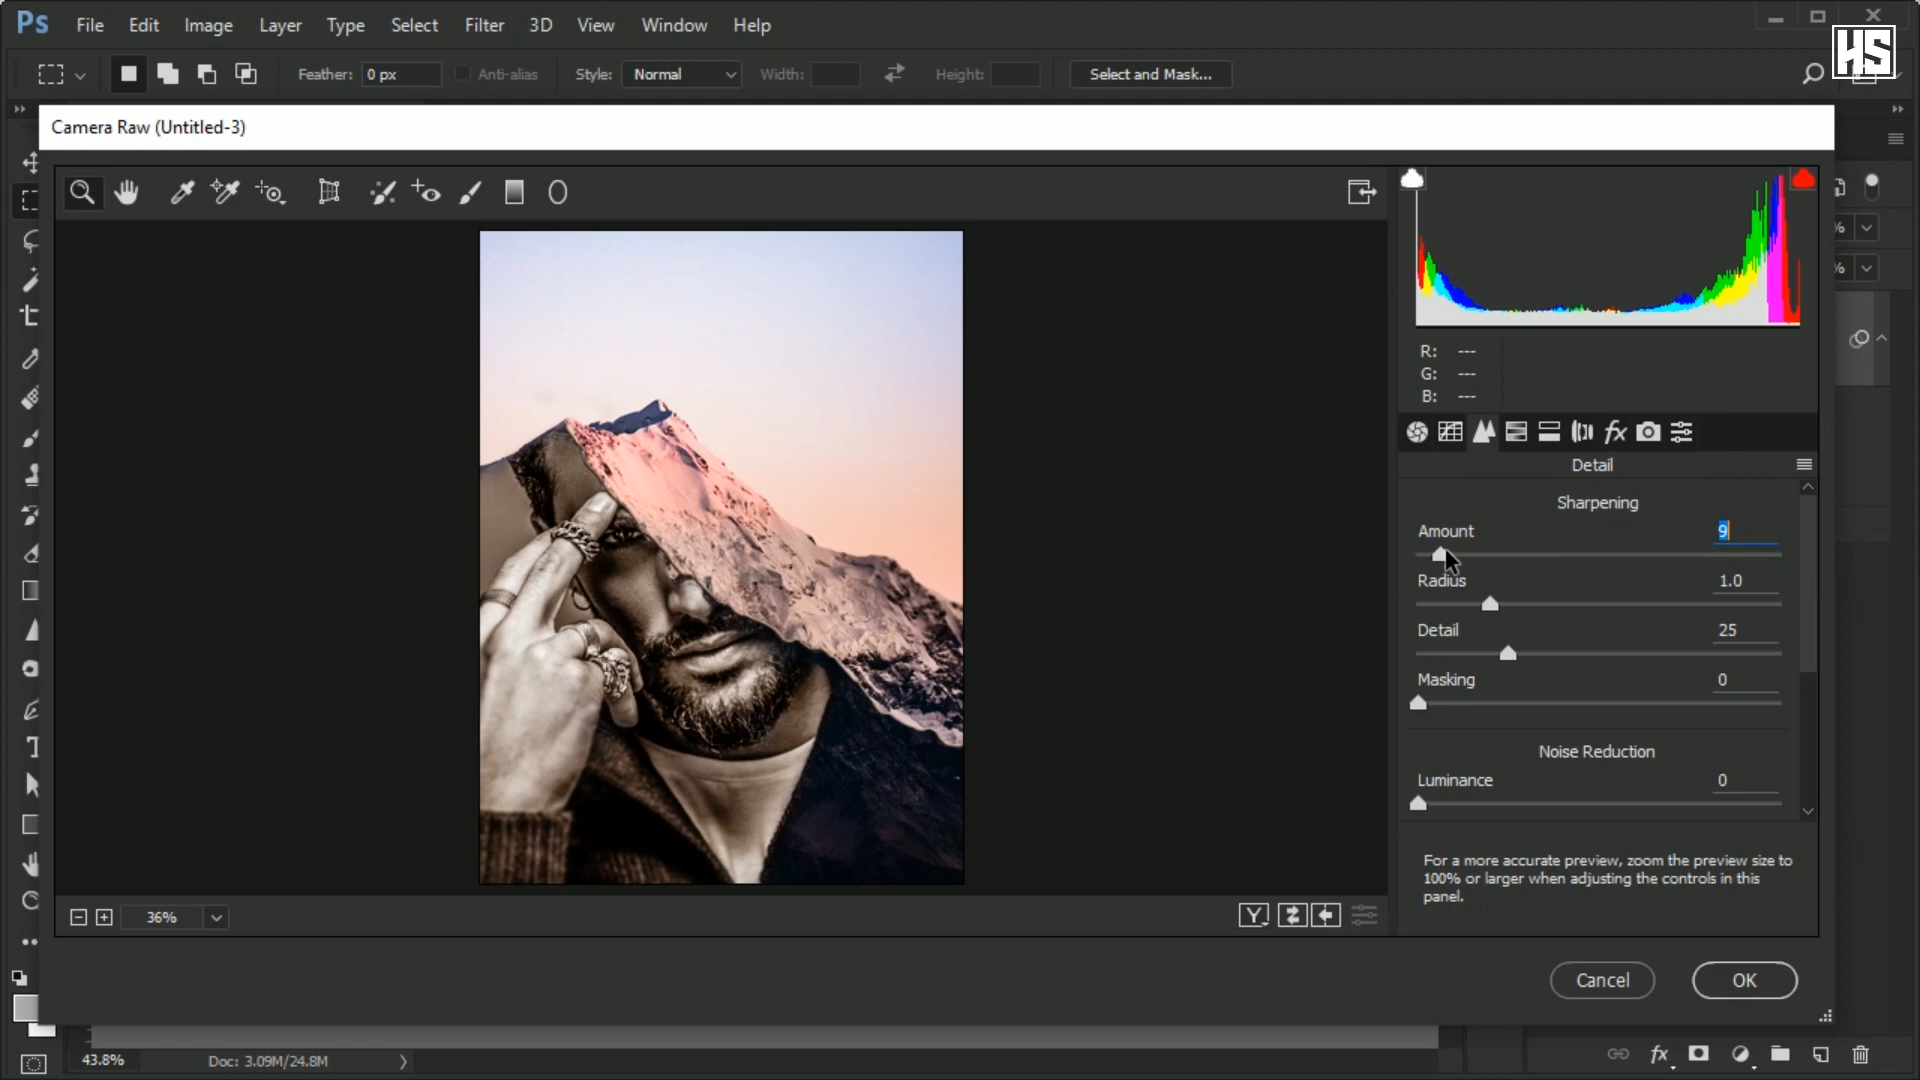 Ps File Edit Image Layer Type Select Filter 3D View Window Help
HS
Feather: 0 px Anti-alias Style: Normal Width: Height: Select and Mask...
Camera Raw (Untitled-3)
%
%
R: ---
G: ---
B: ---
fx
Detail
Sharpening
Amount 9
Radius 1.0
Detail 25
Masking 0
Noise Reduction
Luminance 0
For a more accurate preview, zoom the preview size to
100% or larger when adjusting the controls in this
panel.
36%
Y
Cancel OK
43.8% Doc: 3.09M/24.8M
fx